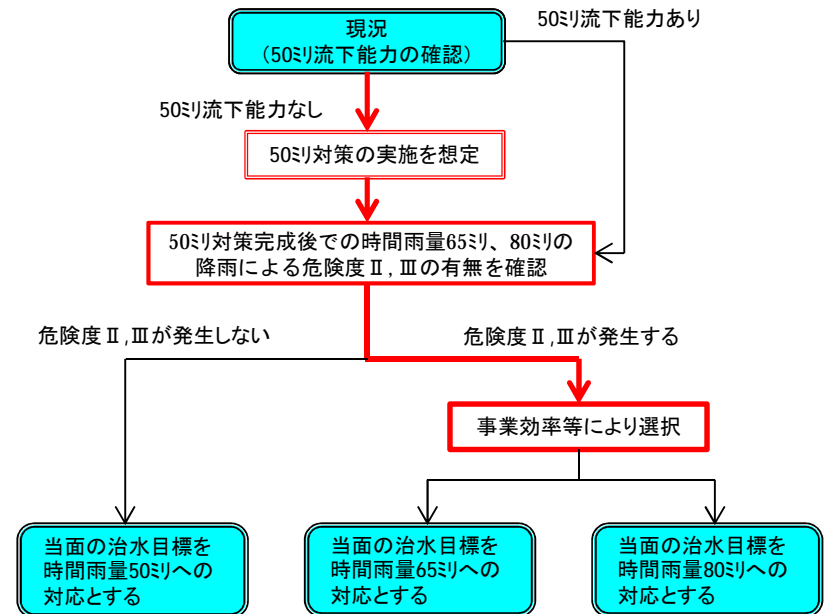 現況
（50ﾐﾘ流下能力の確認）
50ﾐﾘ流下能力あり
50ﾐﾘ流下能力なし
50ﾐﾘ対策の実施を想定
50ﾐﾘ対策完成後での時間雨量65ﾐﾘ、80ﾐﾘの
降雨による危険度Ⅱ,Ⅲの有無を確認
危険度Ⅱ,Ⅲが発生しない
危険度Ⅱ,Ⅲが発生する
事業効率等により選択
当面の治水目標を
時間雨量50ﾐﾘへの
対応とする
当面の治水目標を
時間雨量65ﾐﾘへの
対応とする
当面の治水目標を
時間雨量80ﾐﾘへの
対応とする